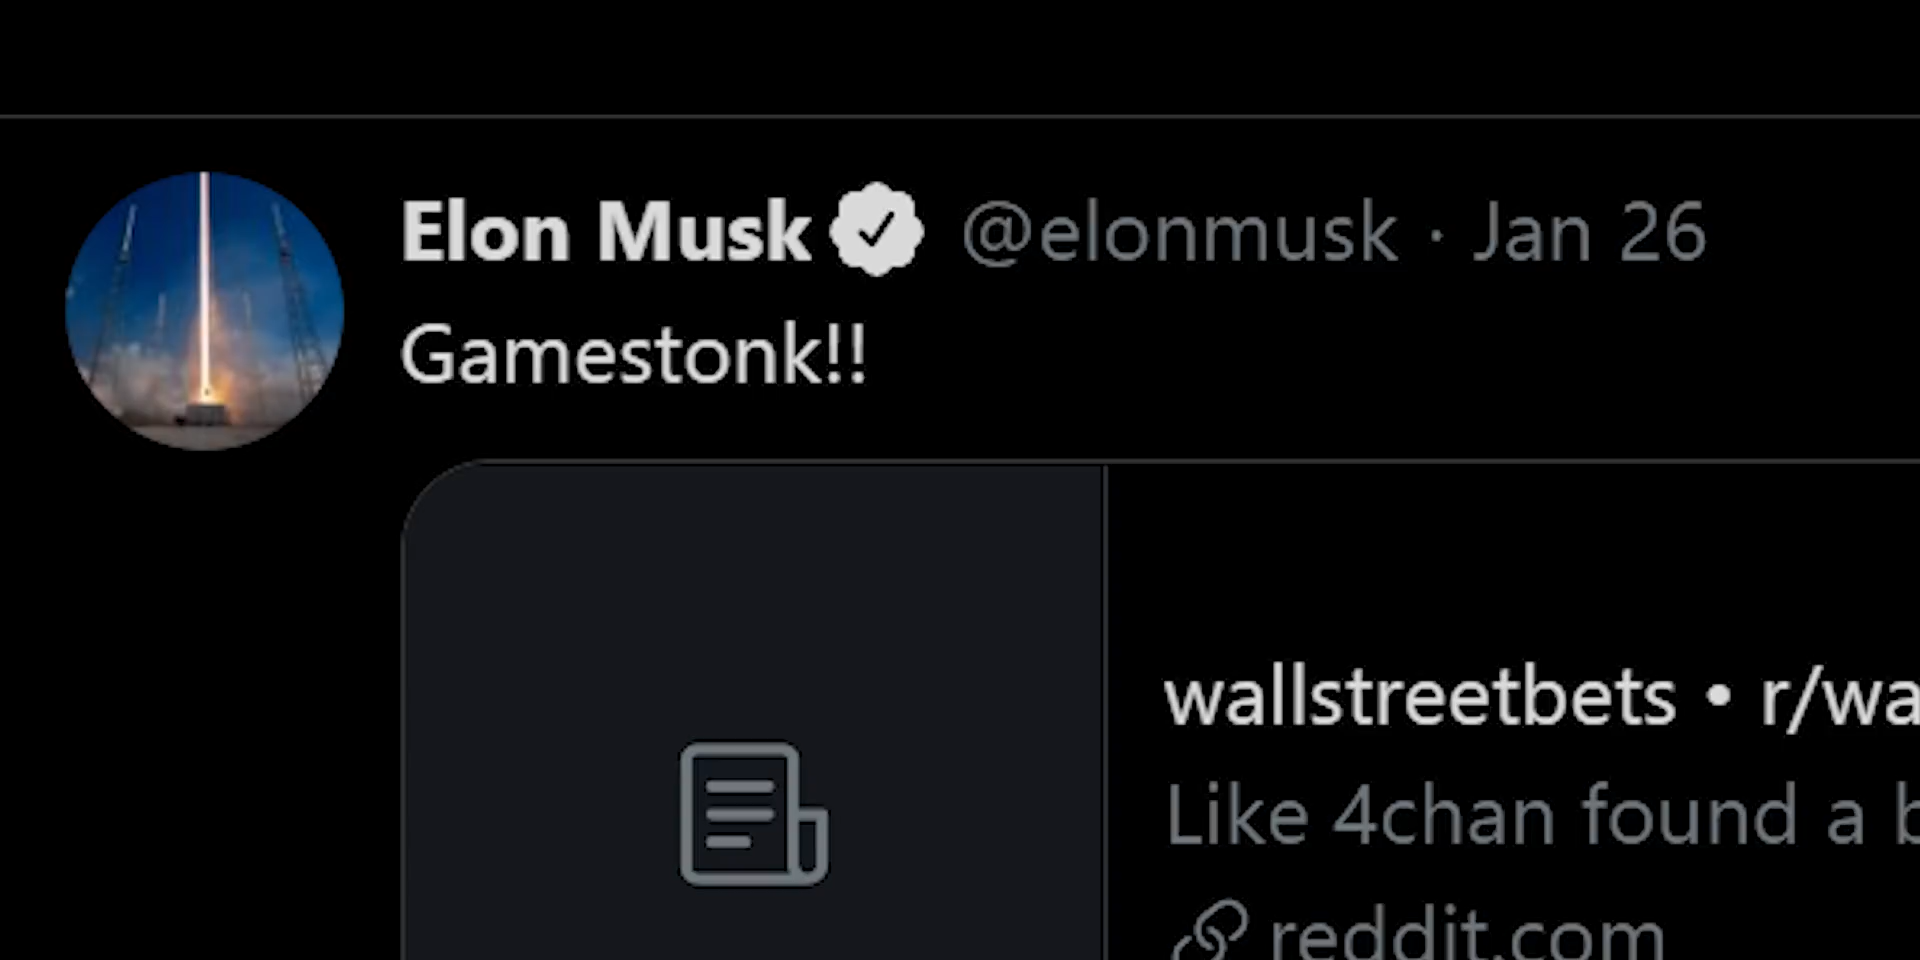 Elon Musk @elonmusk · Jan 26
Gamestonk!!
wallstreetbets • r/wa
Like 4chan found a b
reddit.com